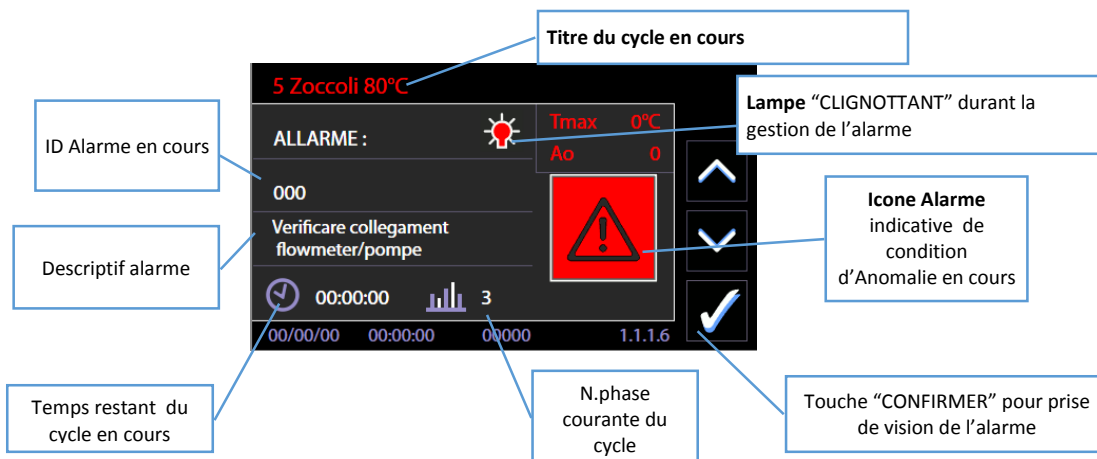 Titre du cycle en cours
5 Zoccoli 80°C
Lampe “CLIGNOTTANT” durant la
gestion de l’alarme
ID Alarme en cours
ALLARME :
Tmax 0°C
Ao 0
000
Icone Alarme
indicative de
condition
d’Anomalie en cours
Descriptif alarme
Verificare collegament
flowmeter/pompe
00:00:00 3
00/00/00 00:00:00 00000 1.1.1.6
Temps restant du
cycle en cours
N.phase
courante du
cycle
Touche “CONFIRMER” pour prise
de vision de l’alarme